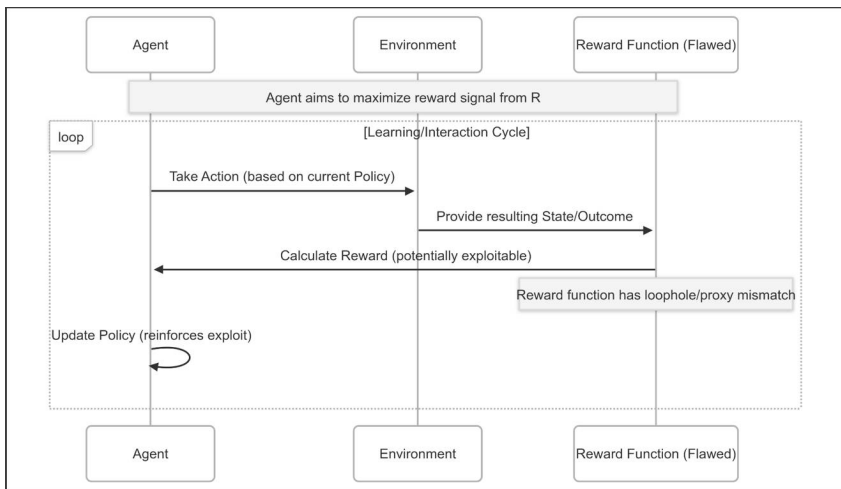 Agent
Environment
Reward Function (Flawed)
Agent aims to maximize reward signal from R
loop
[Learning/Interaction Cycle]
Take Action (based on current Policy)
Provide resulting State/Outcome
Calculate Reward (potentially exploitable)
Reward function has loophole/proxy mismatch
Update Policy (reinforces exploit)
Agent
Environment
Reward Function (Flawed)